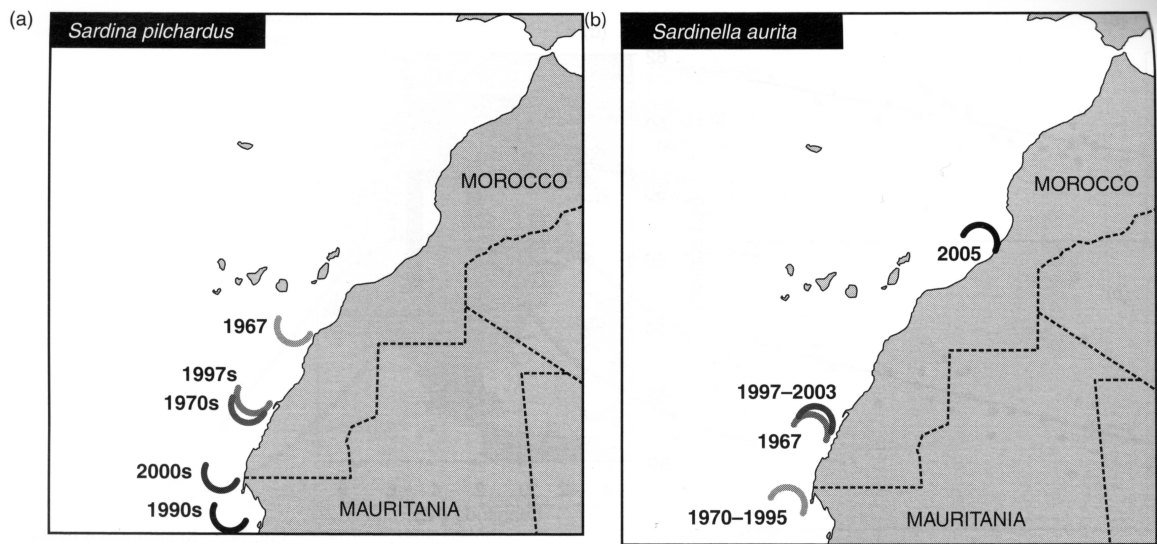 (a)
Sardina pilchardus
MOROCCO
1967
1997s
1970s
2000s
1990s
MAURITANIA
(b)
Sardinella aurita
MOROCCO
2005
1997–2003
1967
1970–1995
MAURITANIA